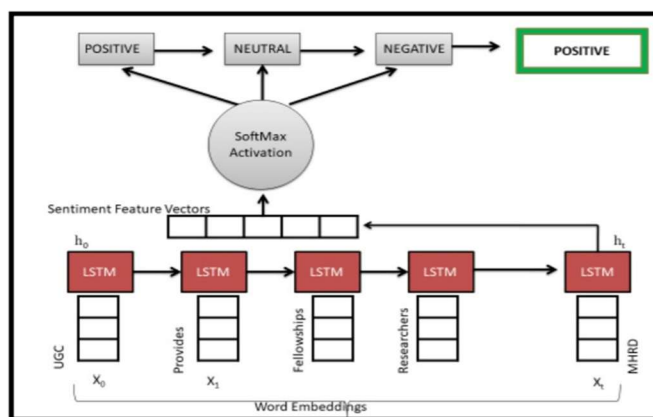 POSITIVE
NEUTRAL
NEGATIVE
POSITIVE
SoftMax
Activation
Sentiment Feature Vectors
h₀
hₜ
LSTM
LSTM
LSTM
LSTM
LSTM
UGC
Provides
Fellowships
Researchers
MHRD
X₀
X₁
Xₜ
Word Embeddings